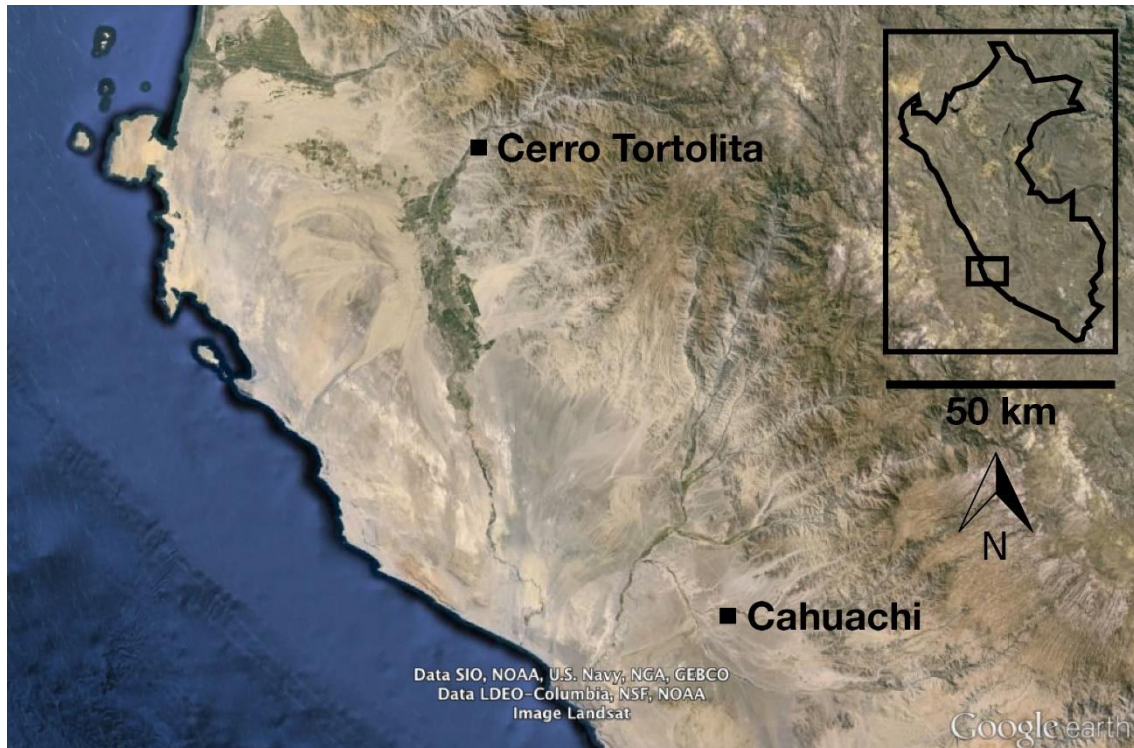 Cerro Tortolita
50 km
N
Cahuachi
Data SIO, NOAA, U.S. Navy, NGA, GEBCO
Data LDEO-Columbia, NSF, NOAA
Image Landsat
Google earth